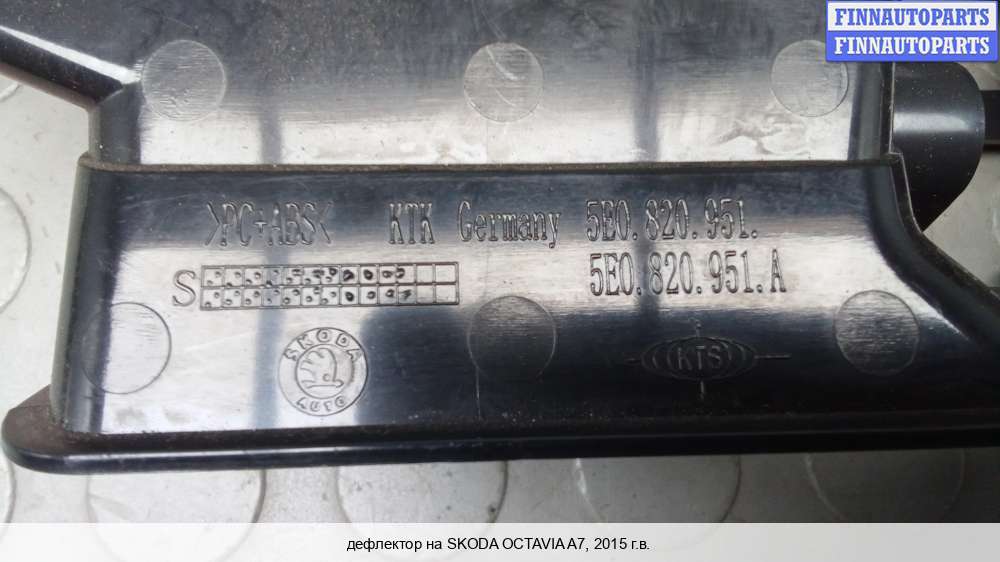 FINNAUTOPARTS
FINNAUTOPARTS
>PC+ABS< KTK Germany 5E0.820.951.
5E0.820.951.A
S
SKODA
AUTO
KTS
дефлектор на SKODA OCTAVIA A7, 2015 г.в.